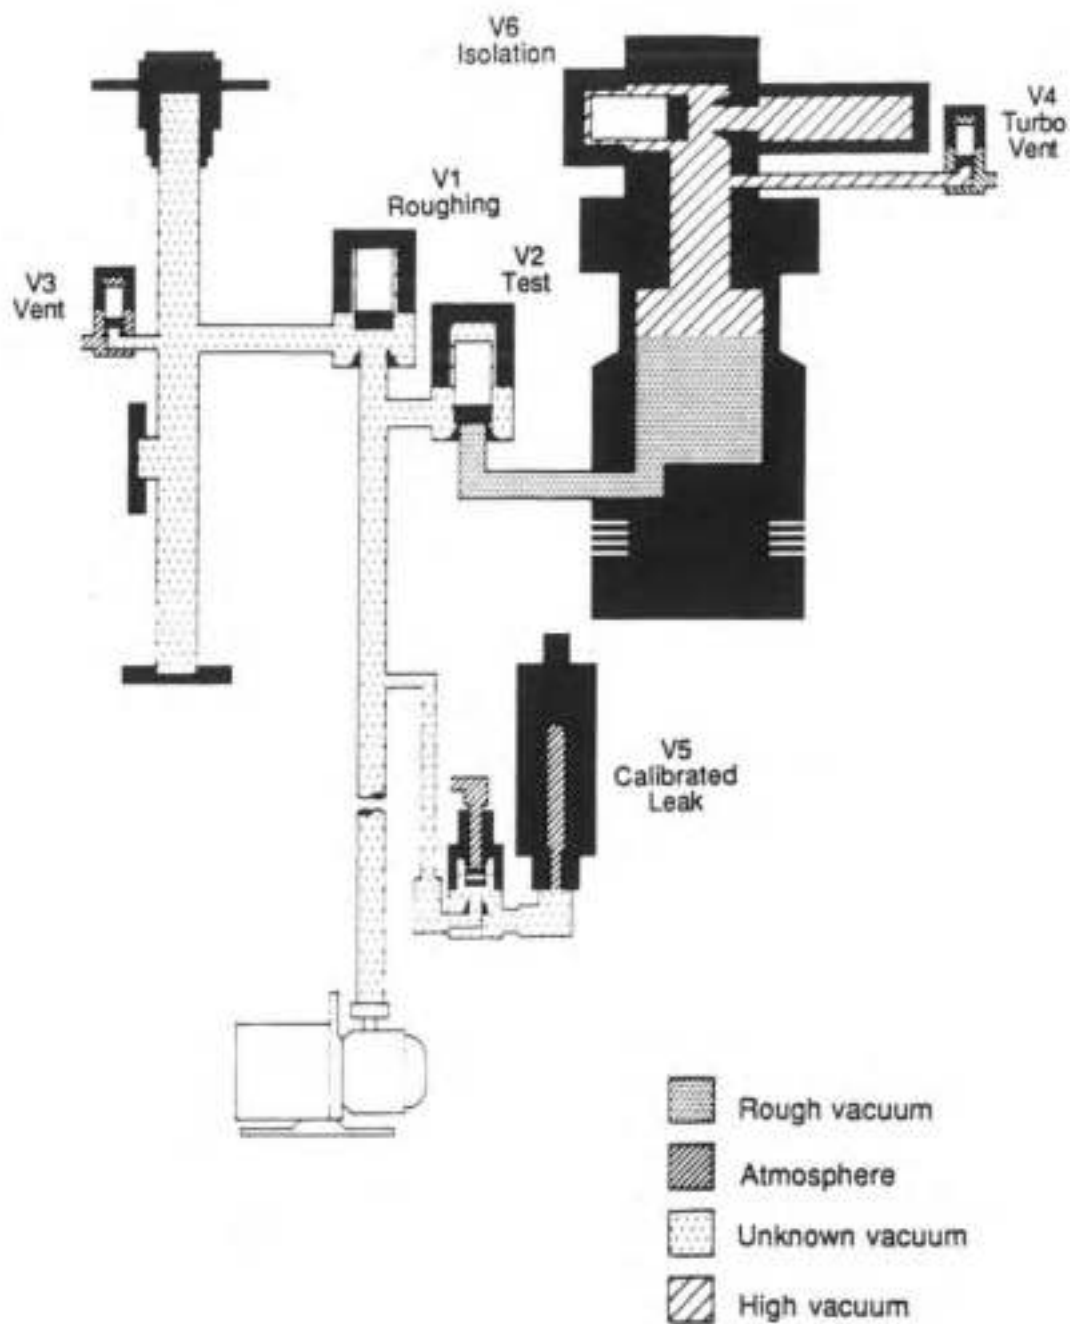 V6
Isolation
V4
Turbo
Vent
V1
Roughing
V2
Test
V3
Vent
V5
Calibrated
Leak
Rough vacuum
Atmosphere
Unknown vacuum
High vacuum